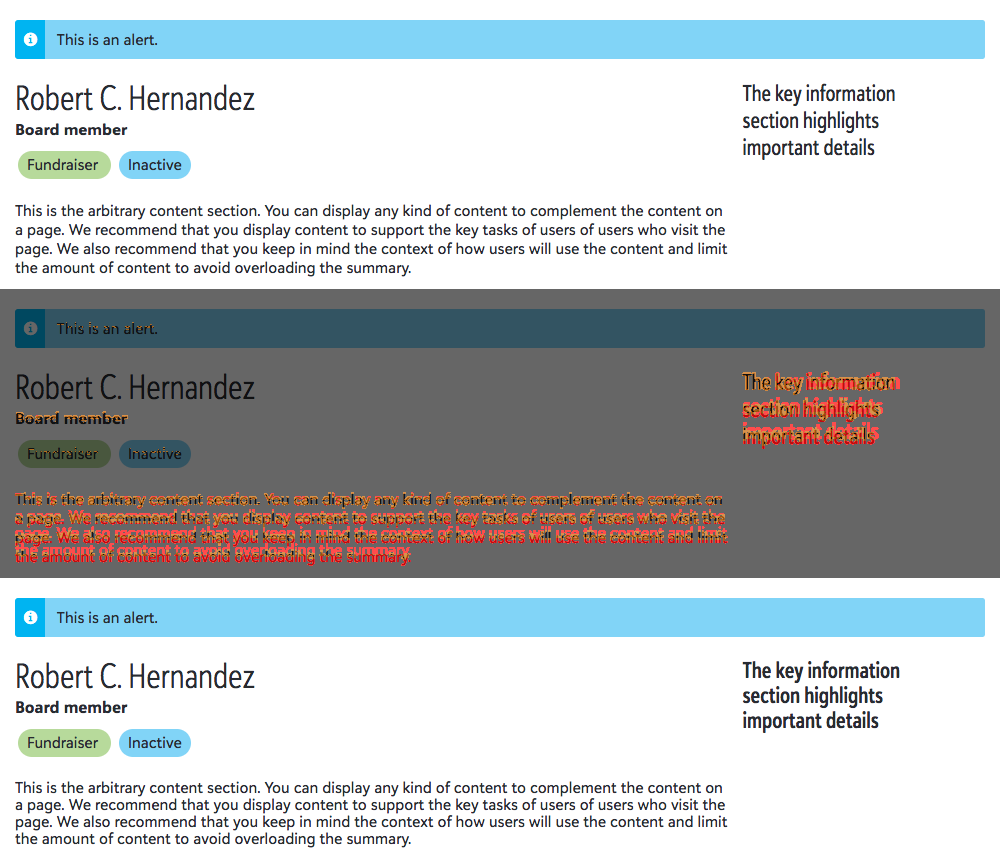 This is an alert.
Robert C. Hernandez
Board member
Fundraiser Inactive
The key information
section highlights
important details
This is the arbitrary content section. You can display any kind of content to complement the content on
a page. We recommend that you display content to support the key tasks of users of users who visit the
page. We also recommend that you keep in mind the context of how users will use the content and limit
the amount of content to avoid overloading the summary.
This is an alert.
Robert C. Hernandez
Board member
Fundraiser Inactive
The key information
section highlights
important details
This is the arbitrary content section. You can display any kind of content to complement the content on
a page. We recommend that you display content to support the key tasks of users of users who visit the
page. We also recommend that you keep in mind the context of how users will use the content and limit
the amount of content to avoid overloading the summary.
This is an alert.
Robert C. Hernandez
Board member
Fundraiser Inactive
The key information
section highlights
important details
This is the arbitrary content section. You can display any kind of content to complement the content on
a page. We recommend that you display content to support the key tasks of users of users who visit the
page. We also recommend that you keep in mind the context of how users will use the content and limit
the amount of content to avoid overloading the summary.